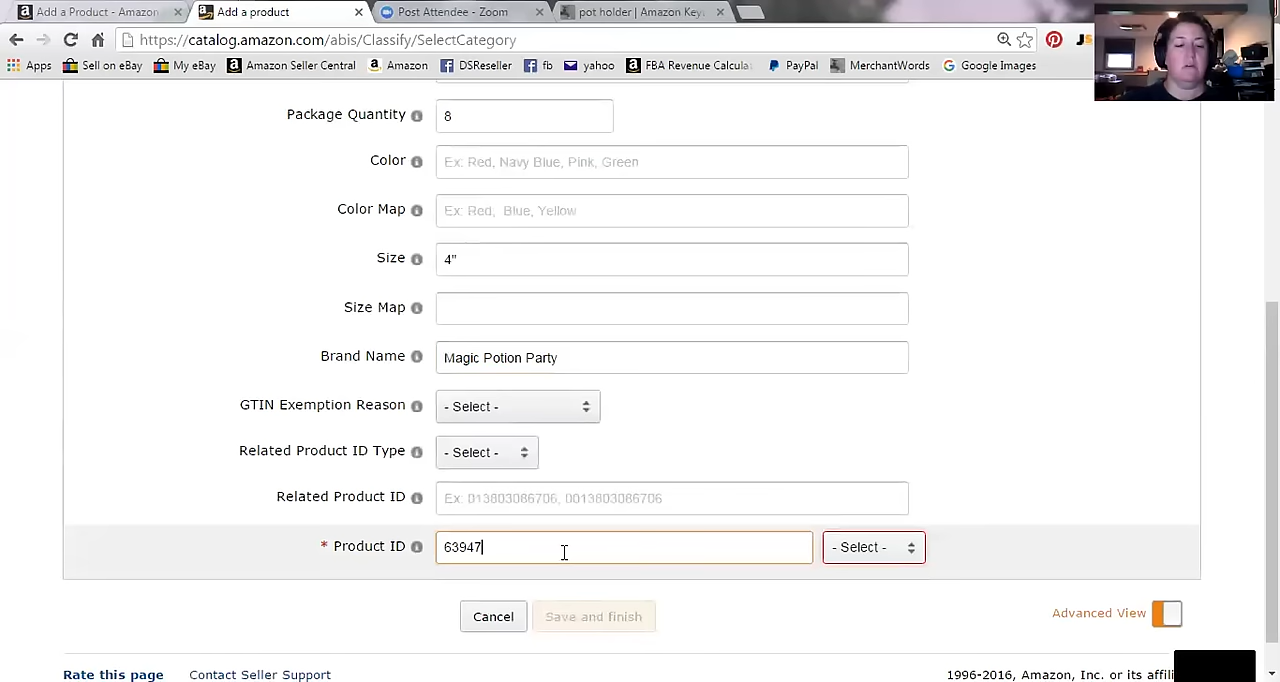 Add a Product - Amazon
Add a product
Post Attendee - Zoom
pot holder | Amazon Key
https://catalog.amazon.com/abis/Classify/SelectCategory
Apps
Sell on eBay
My eBay
Amazon Seller Central
Amazon
DSReseller
fb
yahoo
FBA Revenue Calcula
PayPal
MerchantWords
Google Images
Package Quantity
8
Color
Ex: Red, Navy Blue, Pink, Green
Color Map
Ex: Red, Blue, Yellow
Size
4"
Size Map
Brand Name
Magic Potion Party
GTIN Exemption Reason
- Select -
Related Product ID Type
- Select -
Related Product ID
Ex: 013803086706, 0013803086706
* Product ID
63947
- Select -
Cancel
Save and finish
Advanced View
Rate this page
Contact Seller Support
1996-2016, Amazon, Inc. or its affili